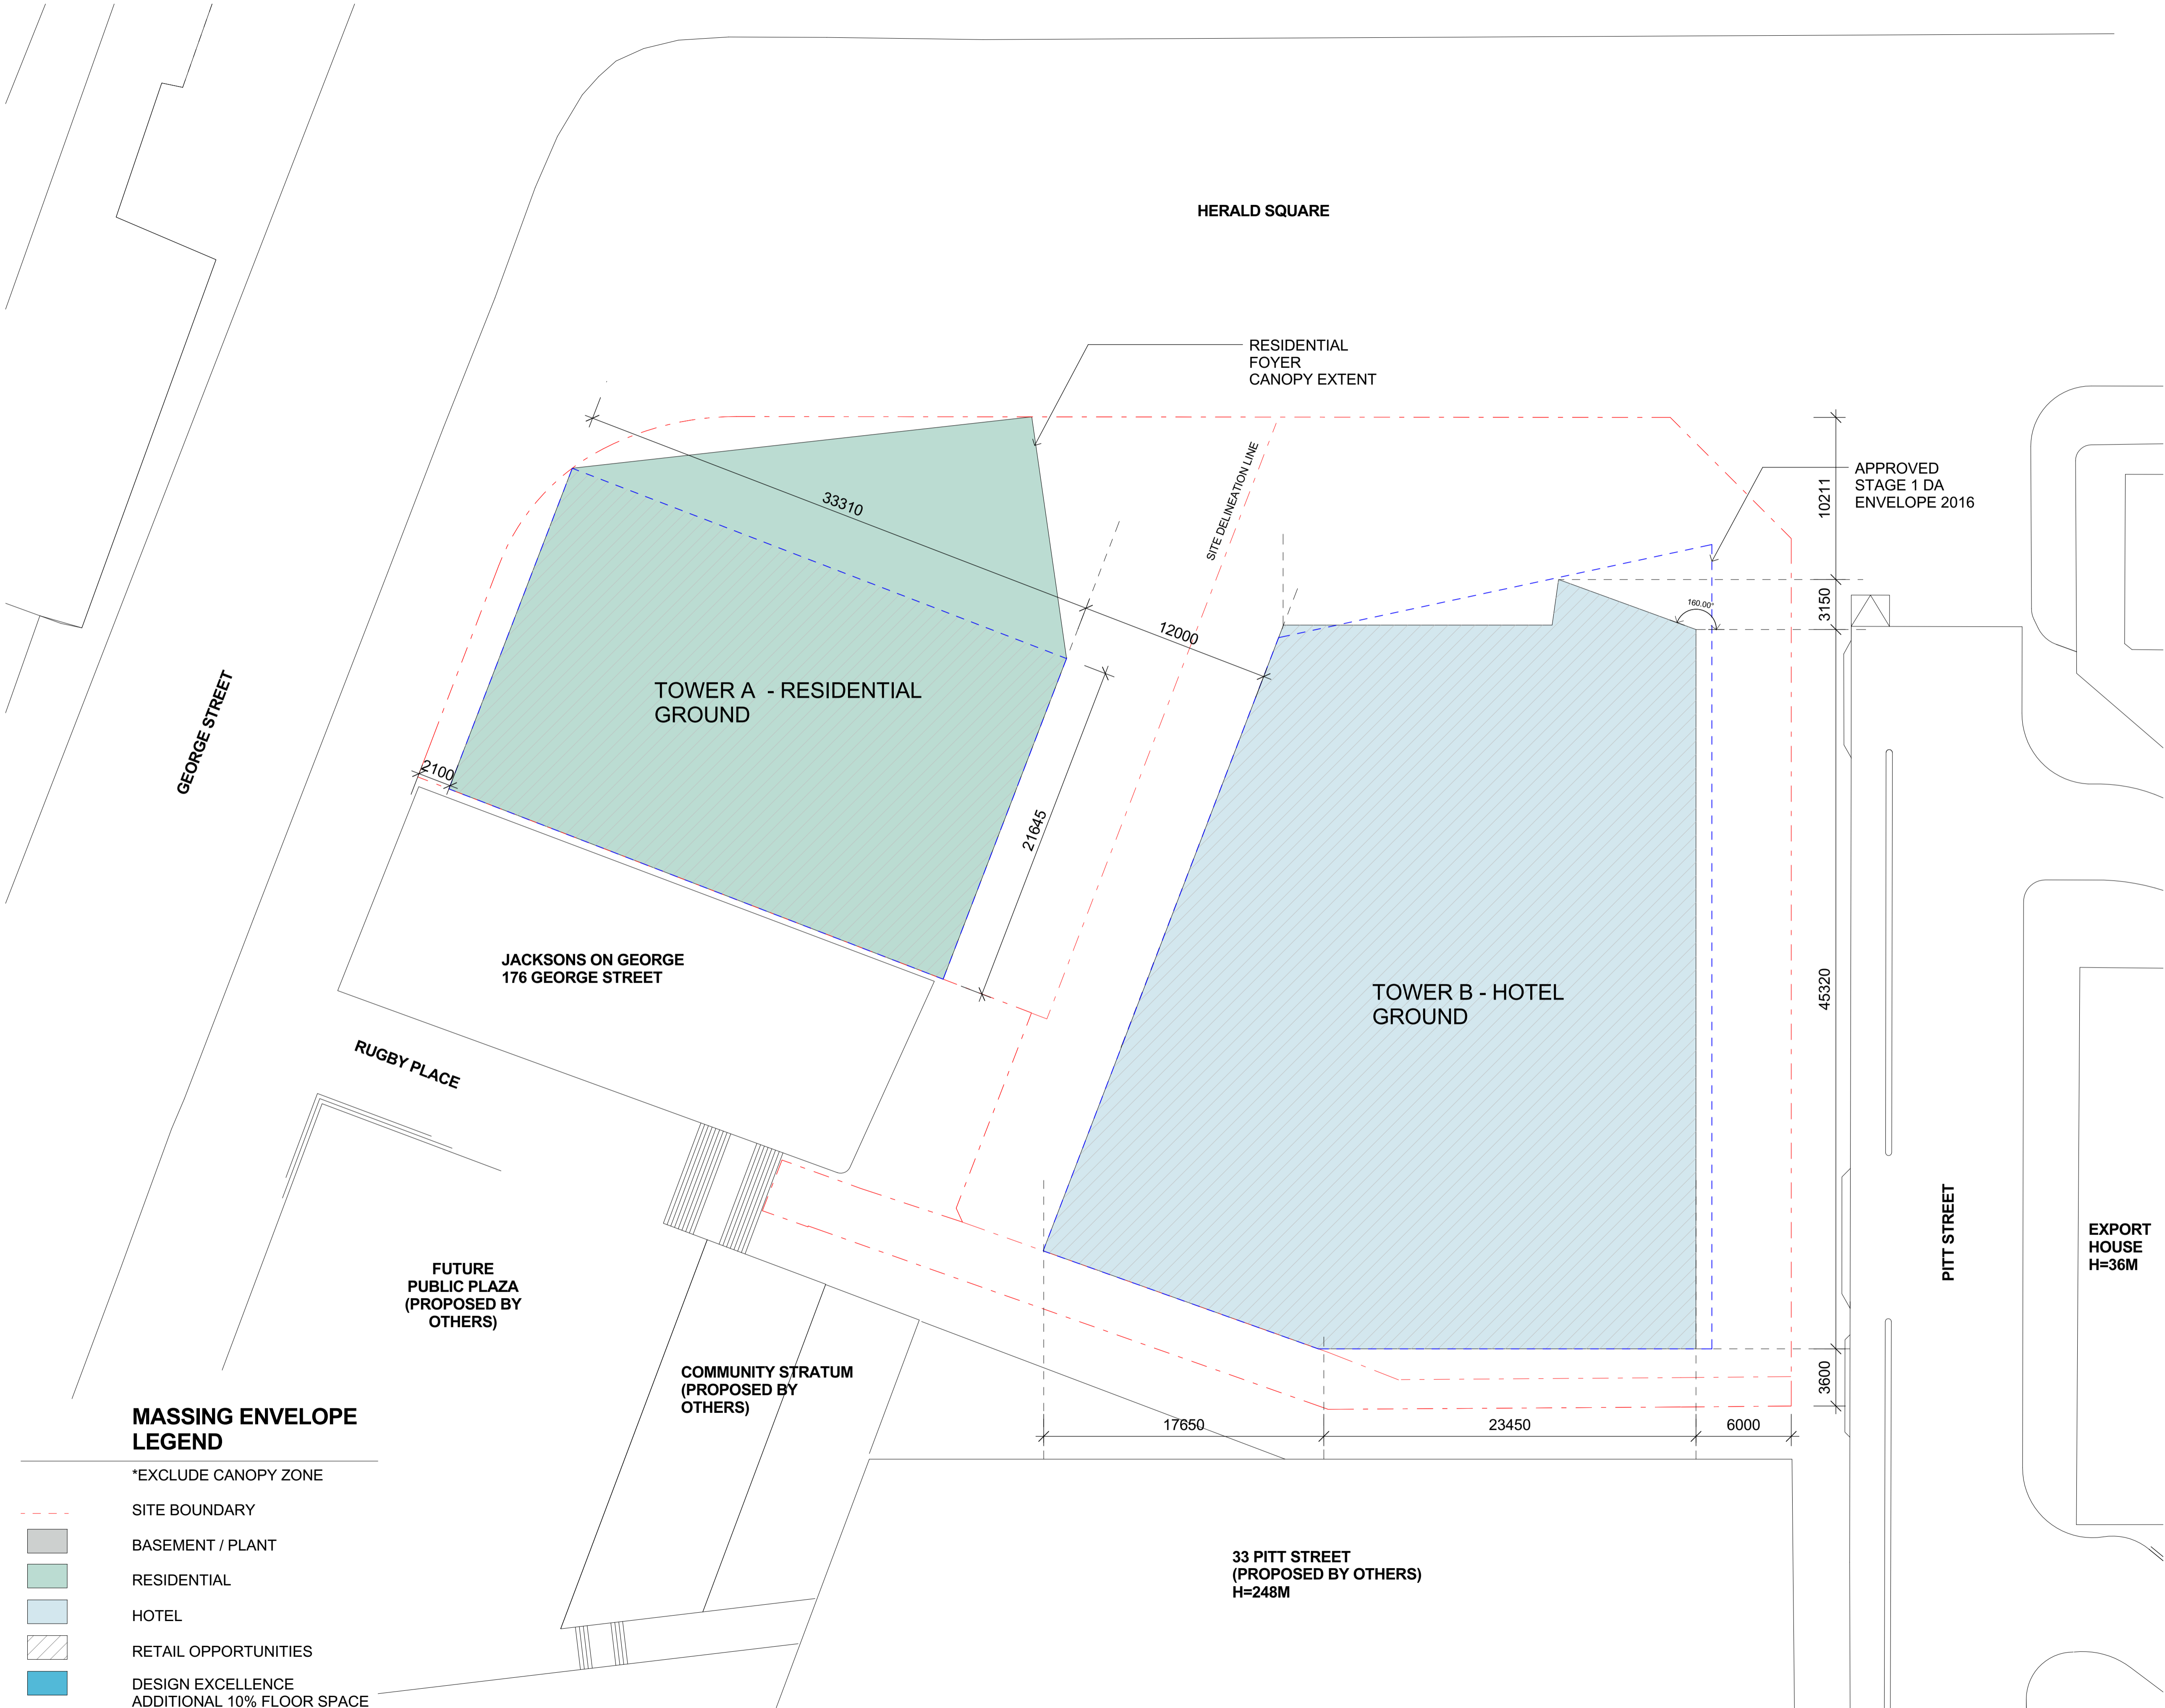 HERALD SQUARE
RESIDENTIAL
FOYER
CANOPY EXTENT
SITE DELINEATION LINE
APPROVED
STAGE 1 DA
ENVELOPE 2016
10211
33310
12000
160.00°
3150
TOWER A - RESIDENTIAL
GROUND
GEORGE STREET
2100
21645
JACKSONS ON GEORGE
176 GEORGE STREET
TOWER B - HOTEL
GROUND
45320
RUGBY PLACE
PITT STREET
EXPORT
HOUSE
H=36M
FUTURE
PUBLIC PLAZA
(PROPOSED BY
OTHERS)
COMMUNITY STRATUM
(PROPOSED BY
OTHERS)
3600
17650
23450
6000
33 PITT STREET
(PROPOSED BY OTHERS)
H=248M
MASSING ENVELOPE
LEGEND
*EXCLUDE CANOPY ZONE
SITE BOUNDARY
BASEMENT / PLANT
RESIDENTIAL
HOTEL
RETAIL OPPORTUNITIES
DESIGN EXCELLENCE
ADDITIONAL 10% FLOOR SPACE